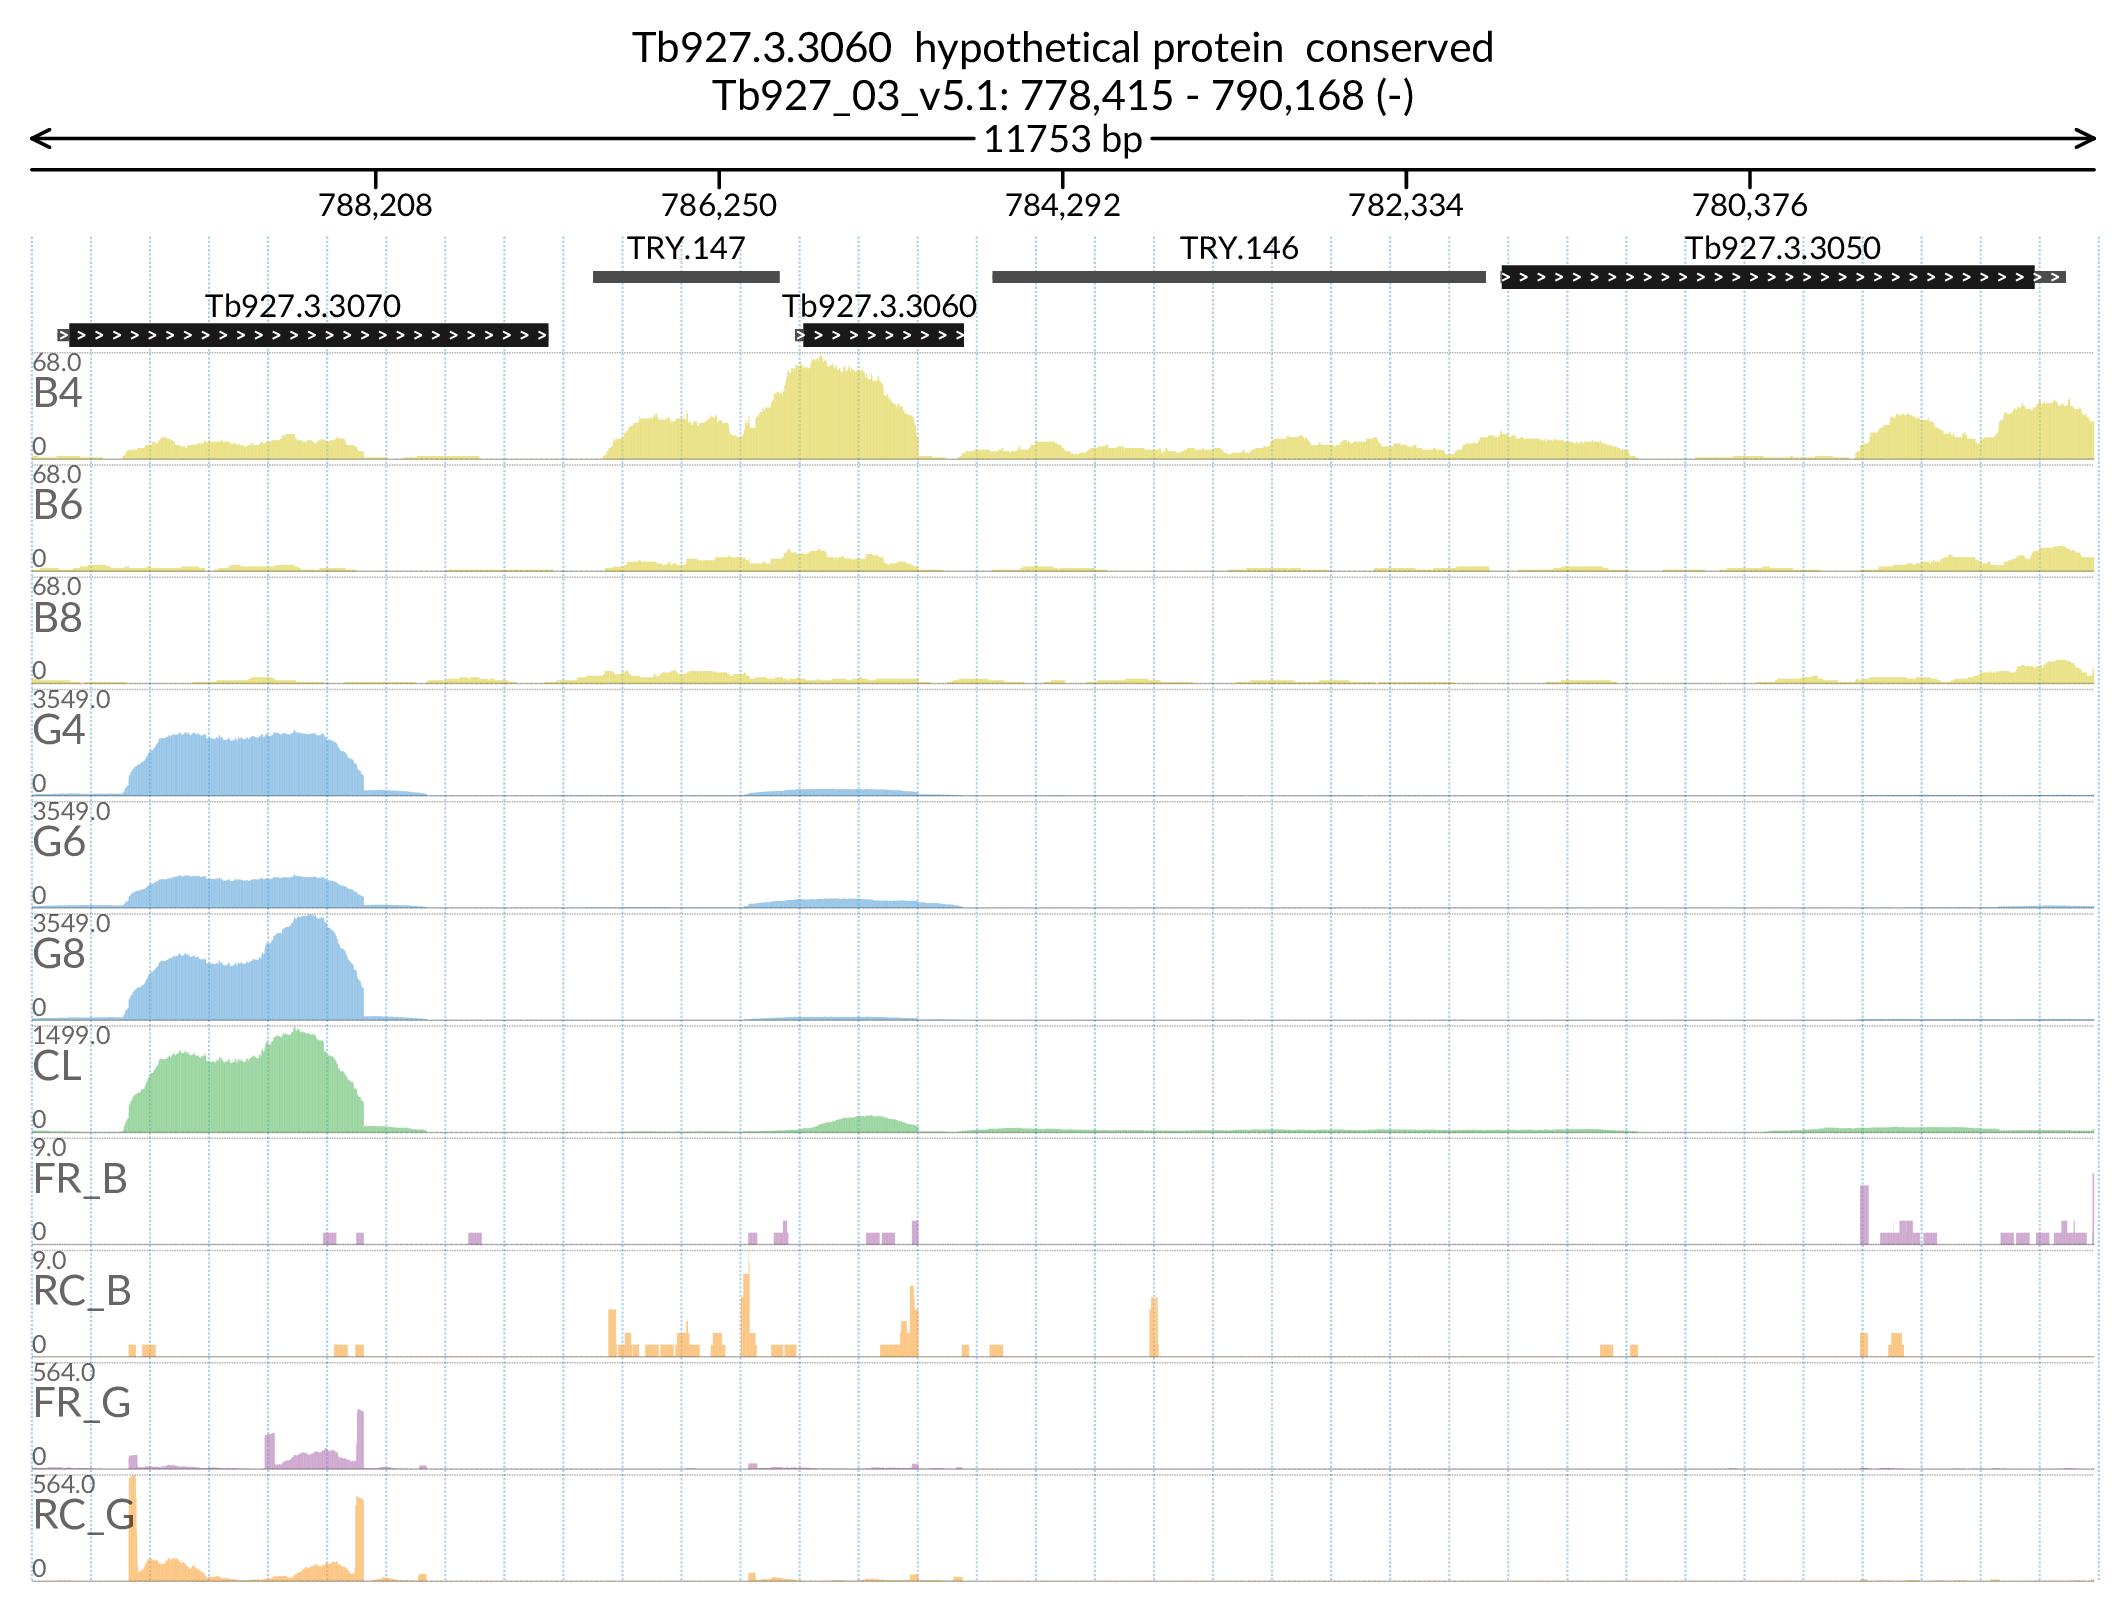 Tb927.3.3060 hypothetical protein conserved
Tb927_03_v5.1: 778,415 - 790,168 (-)
11753 bp
788,208 786,250 784,292 782,334 780,376
TRY.147 TRY.146 Tb927.3.3050
Tb927.3.3070 Tb927.3.3060
68.0
B4
0
68.0
B6
0
68.0
B8
0
3549.0
G4
0
3549.0
G6
0
3549.0
G8
0
1499.0
CL
0
9.0
FR_B
0
9.0
RC_B
0
564.0
FR_G
0
564.0
RC_G
0